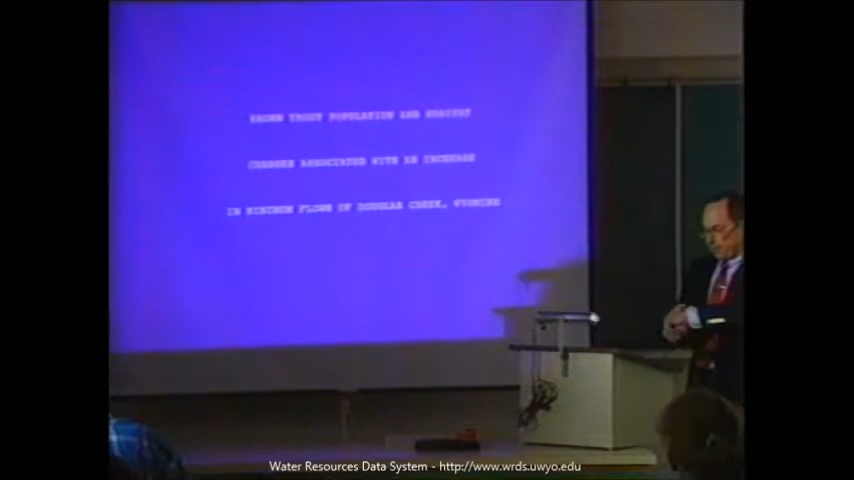 BROWN TROUT POPULATION AND HABITAT
CHANGES ASSOCIATED WITH AN INCREASE
IN MINIMUM FLOWS OF DOUGLAS CREEK, WYOMING
Water Resources Data System - http://www.wrds.uwyo.edu